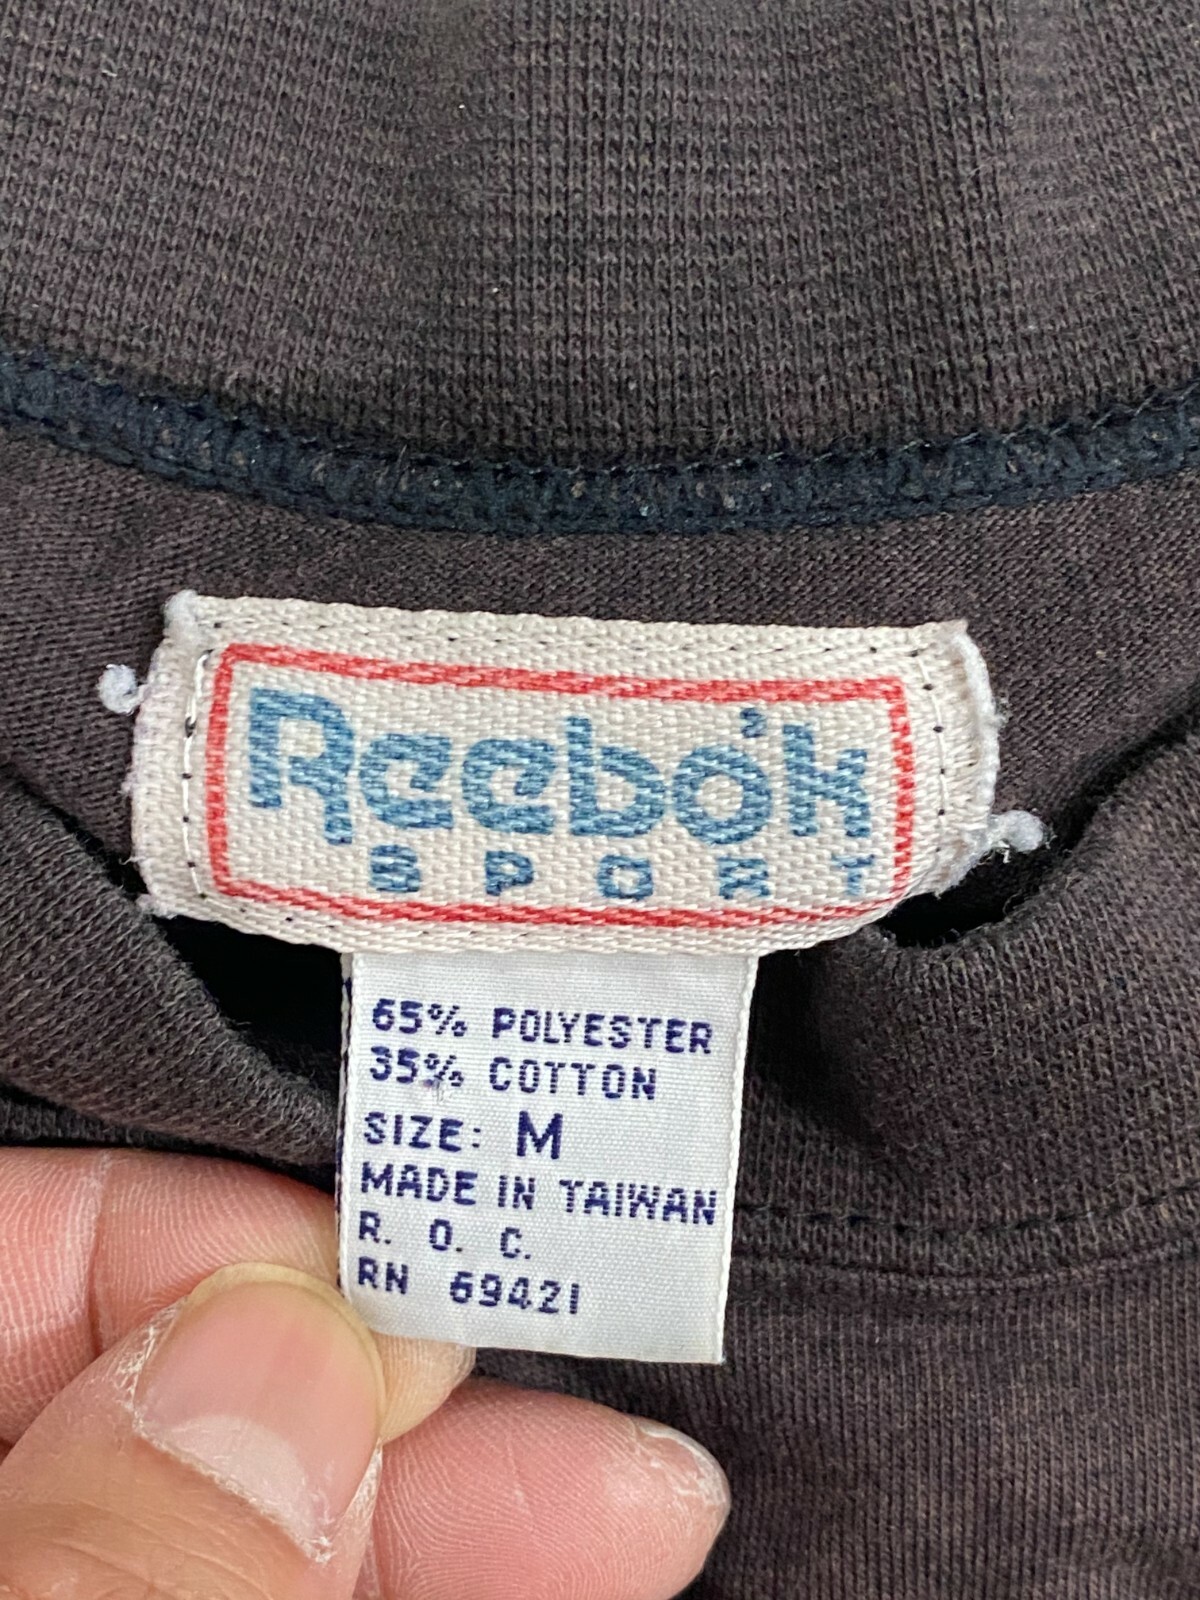 Reebok
SPORT
65% POLYESTER
35% COTTON
SIZE: M
MADE IN TAIWAN
R. O. C.
RN 69421